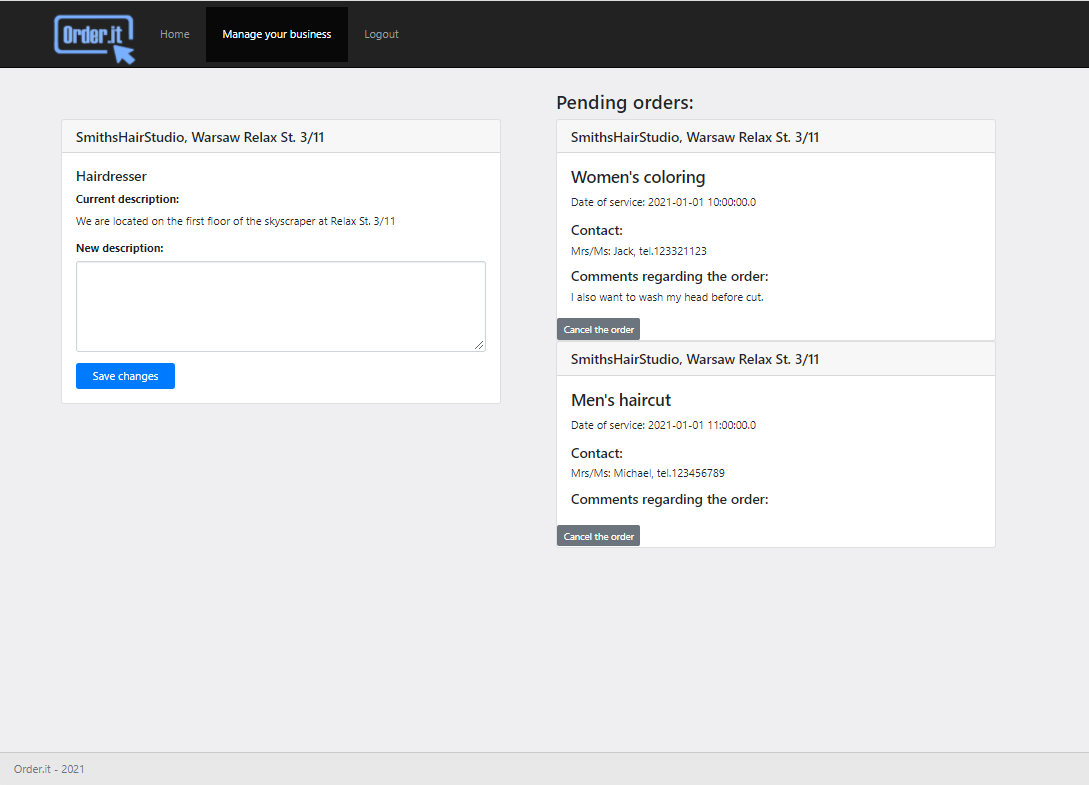 Order.it
Home
Manage your business
Logout
SmithsHairStudio, Warsaw Relax St. 3/11
Hairdresser
Current description:
We are located on the first floor of the skyscraper at Relax St. 3/11
New description:
Save changes
Pending orders:
SmithsHairStudio, Warsaw Relax St. 3/11
Women's coloring
Date of service: 2021-01-01 10:00:00.0
Contact:
Mrs/Ms: Jack, tel.123321123
Comments regarding the order:
I also want to wash my head before cut.
Cancel the order
SmithsHairStudio, Warsaw Relax St. 3/11
Men's haircut
Date of service: 2021-01-01 11:00:00.0
Contact:
Mrs/Ms: Michael, tel.123456789
Comments regarding the order:
Cancel the order
Order.it - 2021